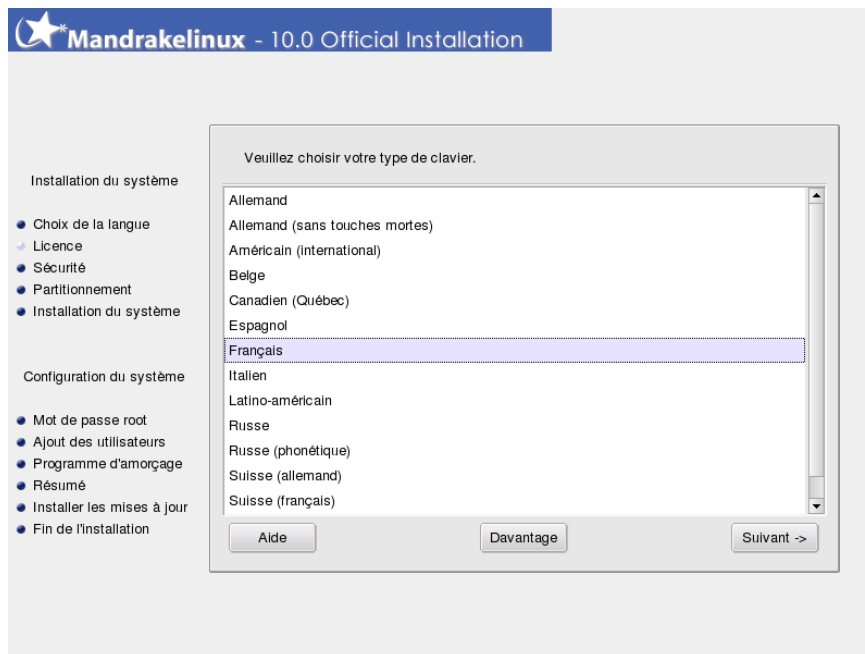 Mandrakelinux - 10.0 Official Installation
Installation du système
Choix de la langue
Licence
Sécurité
Partitionnement
Installation du système
Configuration du système
Mot de passe root
Ajout des utilisateurs
Programme d'amorçage
Résumé
Installer les mises à jour
Fin de l'installation
Veuillez choisir votre type de clavier.
Allemand
Allemand (sans touches mortes)
Américain (international)
Belge
Canadien (Québec)
Espagnol
Français
Italien
Latino-américain
Russe
Russe (phonétique)
Suisse (allemand)
Suisse (français)
Aide
Davantage
Suivant ->